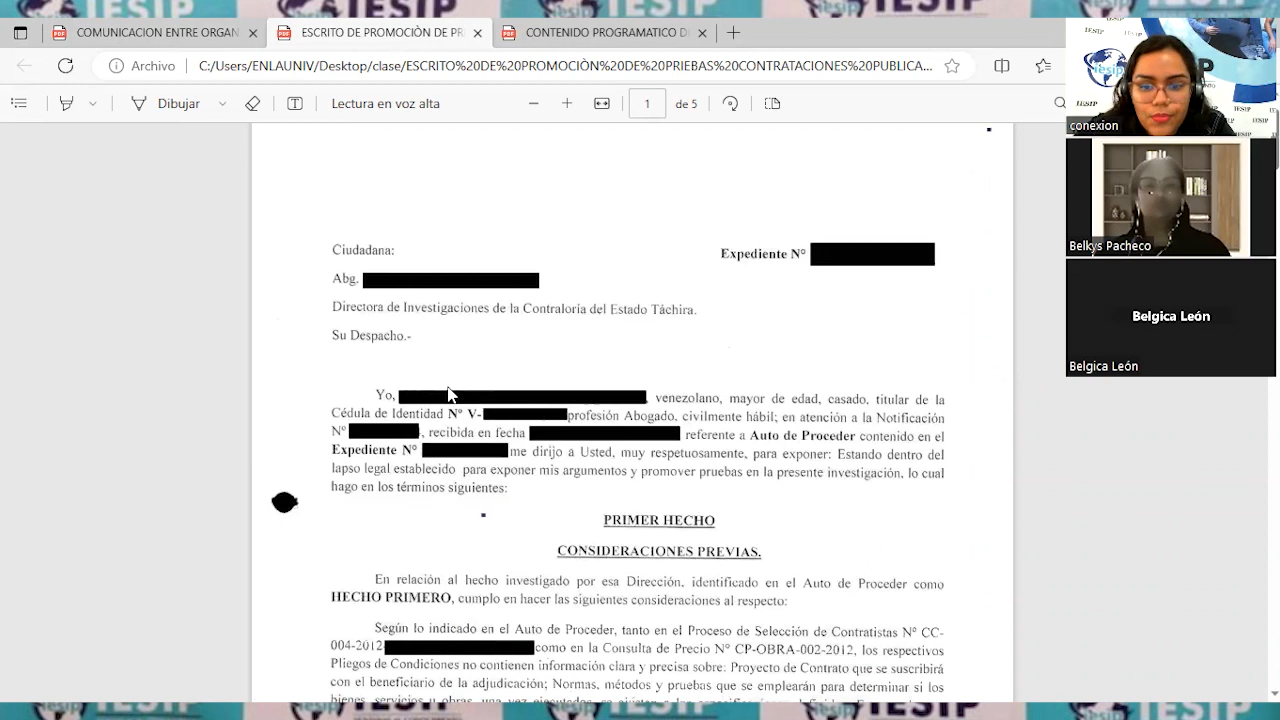 IESIP
COMUNICACION ENTRE ORGAN
ESCRITO DE PROMOCIÒN DE PR
CONTENIDO PROGRAMATICO DE
Archivo
C:/Users/ENLAUNIV/Desktop/clase/ESCRITO%20DE%20PROMOCIÒN%20DE%20PRIEBAS%20CONTRATACIONES%20PUBLICA...
Dibujar
Lectura en voz alta
1
de 5
conexion
Belkys Pacheco
Belgica León
Belgica León
Ciudadana:
Expediente N°
Abg.
Directora de Investigaciones de la Contraloría del Estado Táchira.
Su Despacho.-
Yo, , venezolano, mayor de edad, casado, titular de la
Cédula de Identidad N° V- profesión Abogado, civilmente hábil; en atención a la Notificación
N° , recibida en fecha referente a Auto de Proceder contenido en el
Expediente N° me dirijo a Usted, muy respetuosamente, para exponer: Estando dentro del
lapso legal establecido para exponer mis argumentos y promover pruebas en la presente investigación, lo cual
hago en los términos siguientes:
PRIMER HECHO
CONSIDERACIONES PREVIAS.
En relación al hecho investigado por esa Dirección, identificado en el Auto de Proceder como
HECHO PRIMERO, cumplo en hacer las siguientes consideraciones al respecto:
Según lo indicado en el Auto de Proceder, tanto en el Proceso de Selección de Contratistas N° CC-
004-2012 como en la Consulta de Precio N° CP-OBRA-002-2012, los respectivos
Pliegos de Condiciones no contienen información clara y precisa sobre: Proyecto de Contrato que se suscribirá
con el beneficiario de la adjudicación; Normas, métodos y pruebas que se emplearán para determinar si los
IESIP